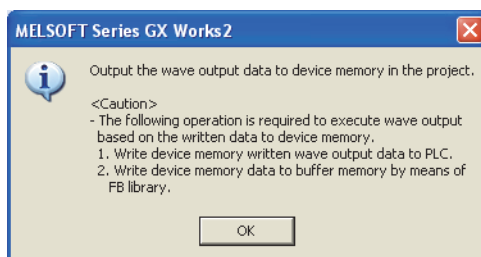 MELSOFT Series GX Works2
Output the wave output data to device memory in the project.
<Caution>
- The following operation is required to execute wave output
based on the written data to device memory.
1. Write device memory written wave output data to PLC.
2. Write device memory data to buffer memory by means of
FB library.
OK